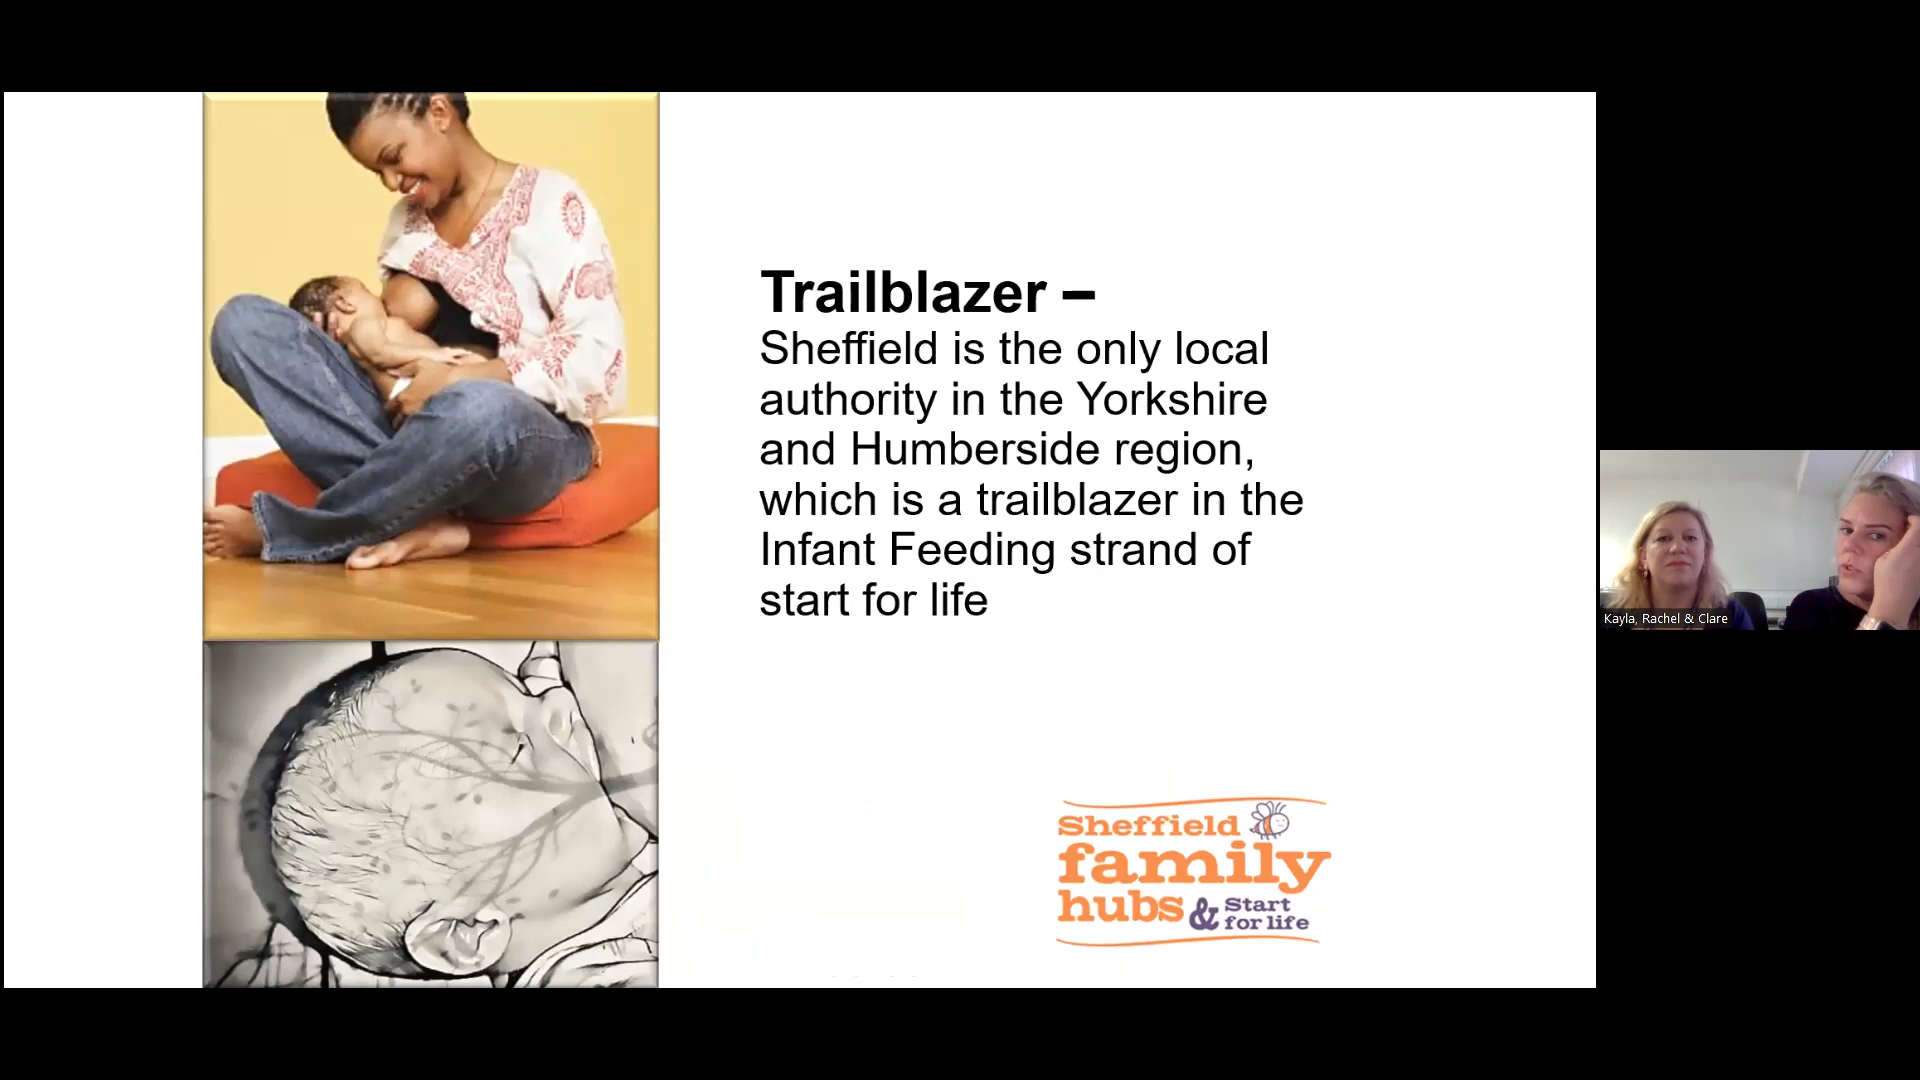 Trailblazer –
Sheffield is the only local
authority in the Yorkshire
and Humberside region,
which is a trailblazer in the
Infant Feeding strand of
start for life
Sheffield
family
hubs & Start
for life
Kayla, Rachel & Clare